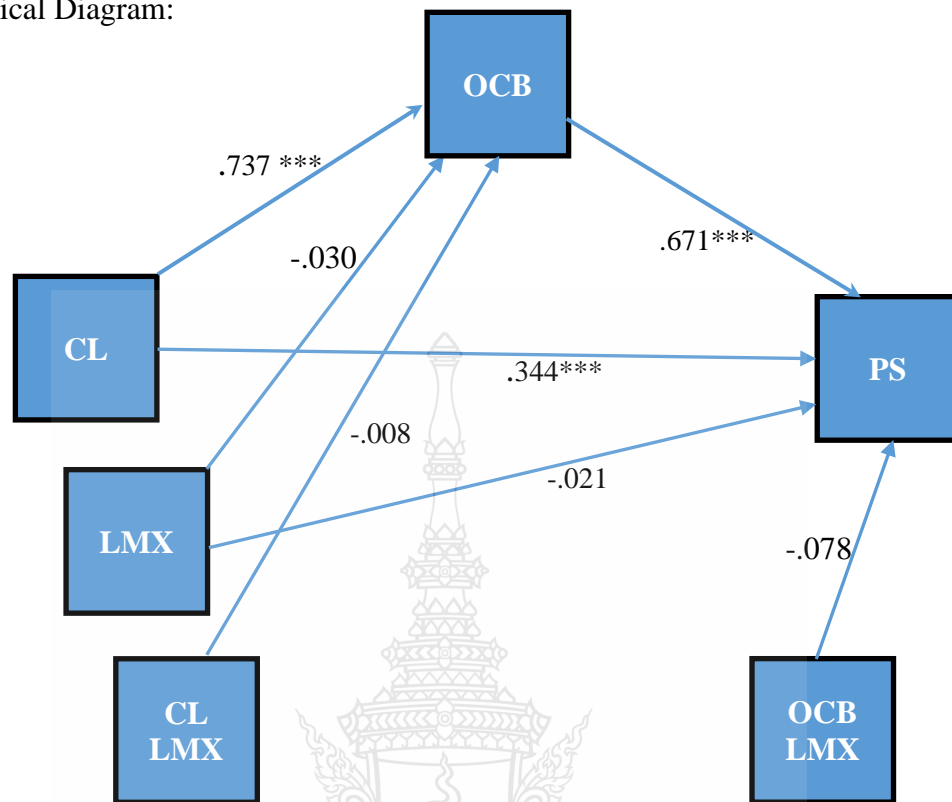 ical Diagram:
OCB
.737 ***
-.030
.671***
CL
.344***
PS
-.008
-.021
LMX
-.078
CL
LMX
OCB
LMX